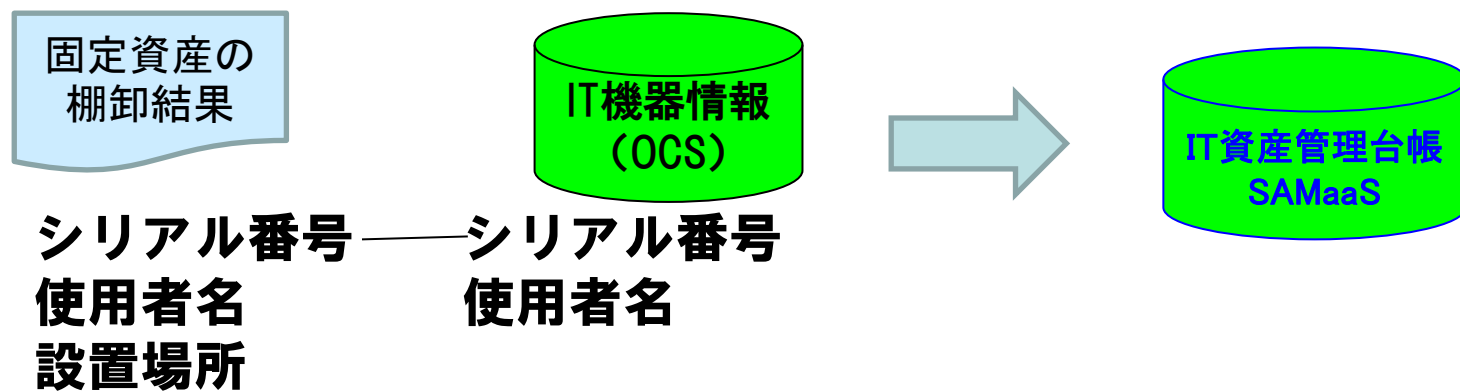 固定資産の
棚卸結果
IT機器情報
（OCS）
IT資産管理台帳
SAMaaS
シリアル番号
使用者名
設置場所
シリアル番号
使用者名